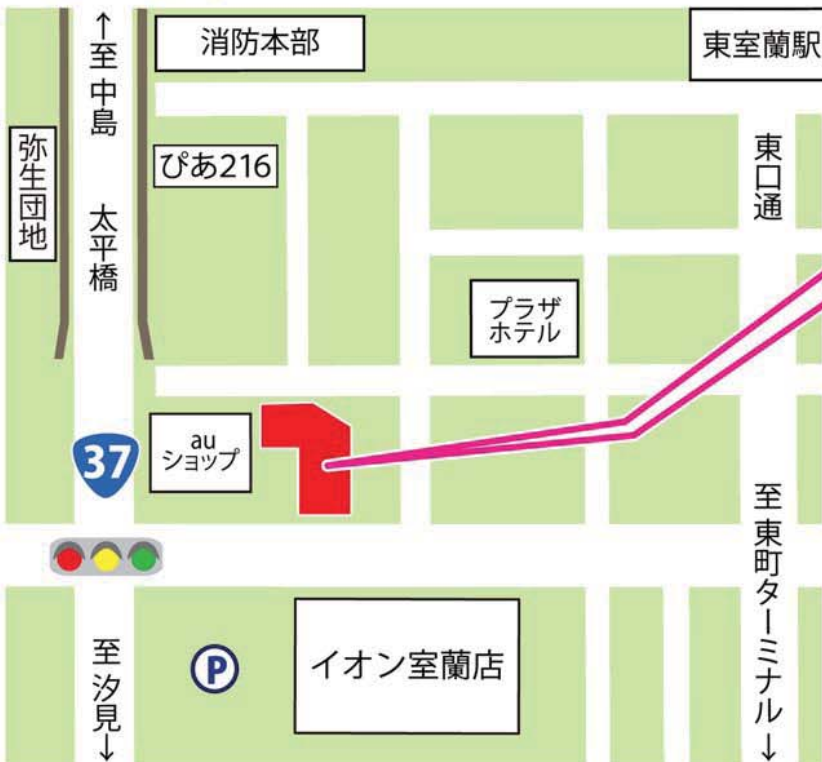 ↑至中島
消防本部
東室蘭駅
弥生団地
ぴあ216
東口通
太平橋
プラザ
ホテル
au
ショップ
37
至東町ターミナル↓
至汐見↓
P
イオン室蘭店